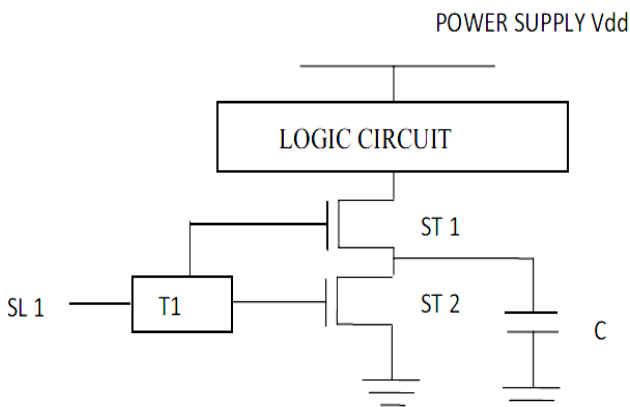 POWER SUPPLY Vdd
LOGIC CIRCUIT
ST 1
SL 1
T1
ST 2
C